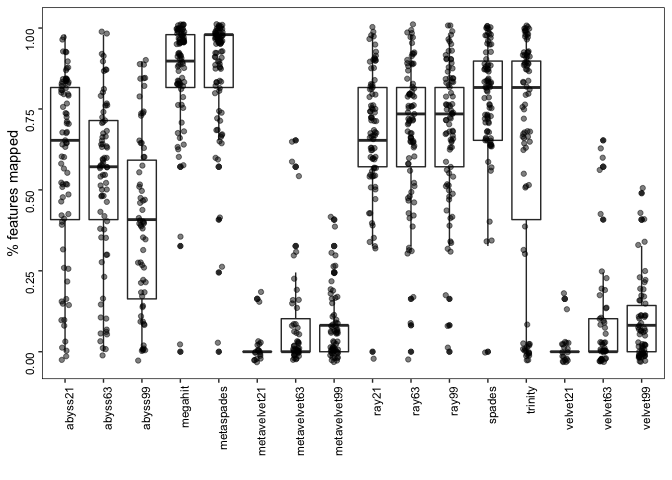 % features mapped
1.00
0.75
0.50
0.25
0.00
abyss21
abyss63
abyss99
megahit
metaspades
metavelvet21
metavelvet63
metavelvet99
ray21
ray63
ray99
spades
trinity
velvet21
velvet63
velvet99